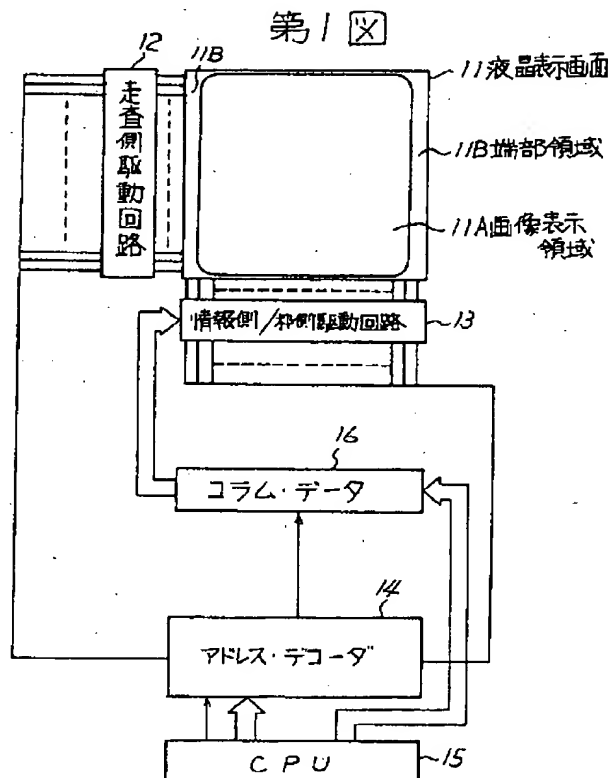 第1図
12
11B
11液晶表示画面
11B端部領域
11A画像表示
領域
走査側駆動回路
情報側/枠側駆動回路
13
16
コラム・データ
14
アドレス・デコーダ
CPU
15